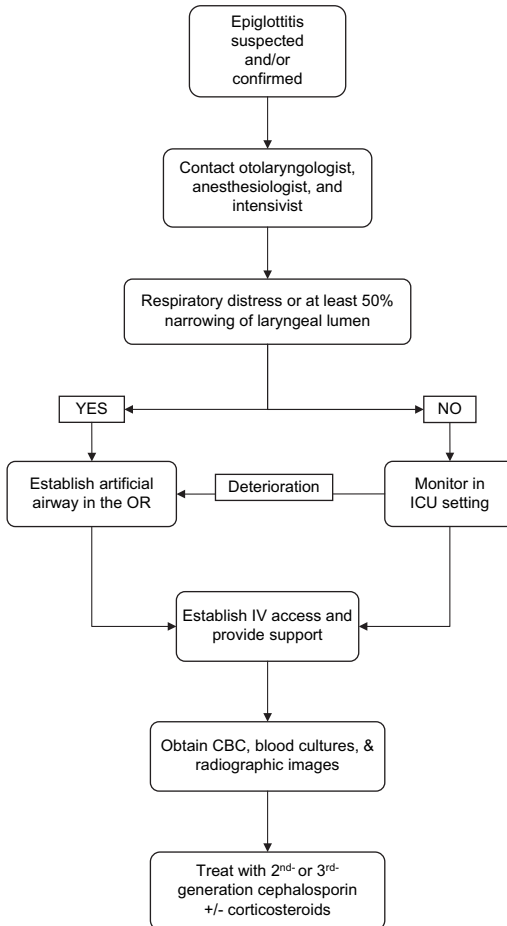 Epiglottitis
suspected
and/or
confirmed
Contact otolaryngologist,
anesthesiologist, and
intensivist
Respiratory distress or at least 50%
narrowing of laryngeal lumen
YES
NO
Establish artificial
airway in the OR
Deterioration
Monitor in
ICU setting
Establish IV access and
provide support
Obtain CBC, blood cultures, &
radiographic images
Treat with 2nd- or 3rd-
generation cephalosporin
+/- corticosteroids